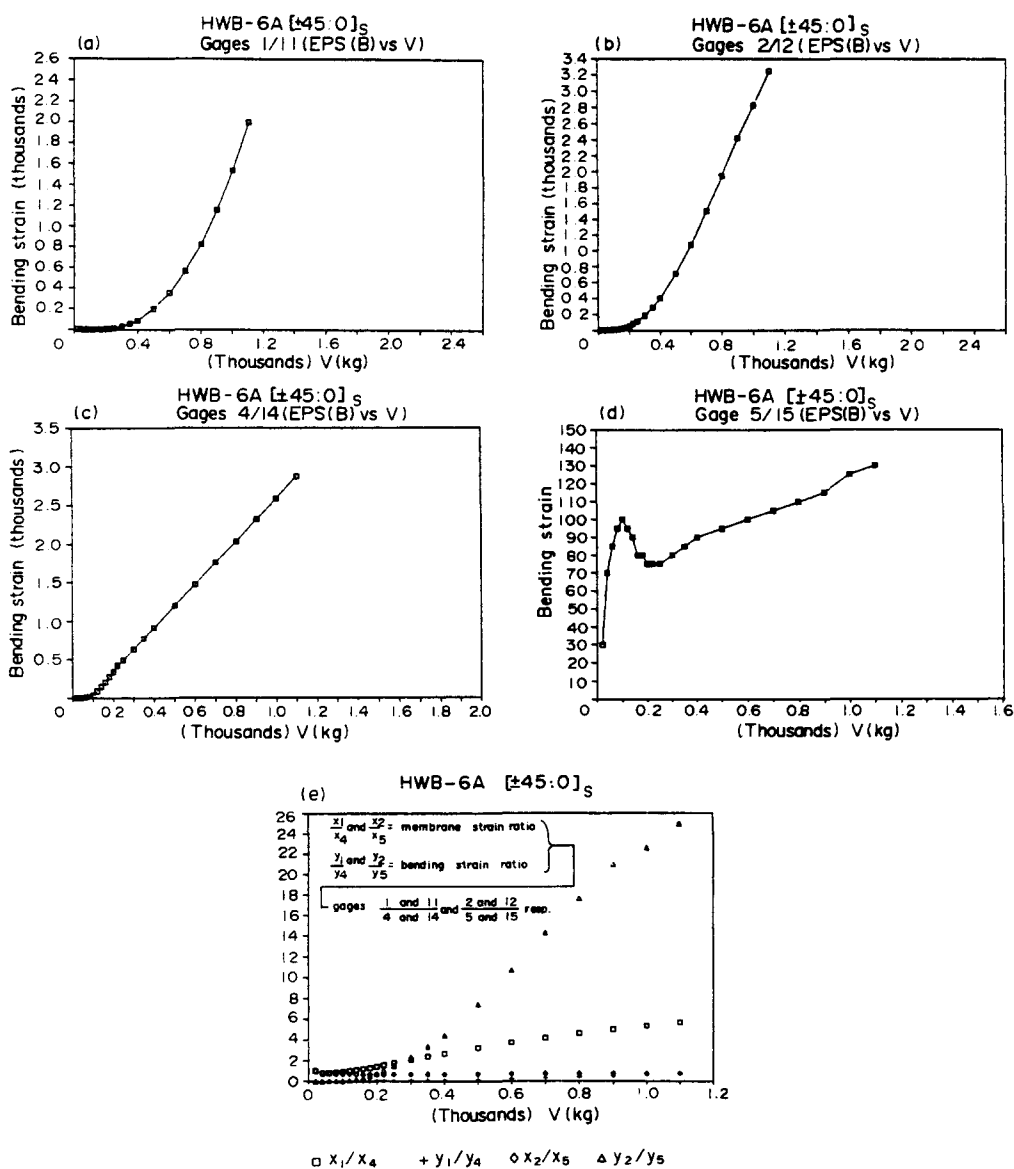 HWB-6A [±45:0]S
(a) Gages 1/11 (EPS(B) vs V)
Bending strain (thousands)
2.6
2.4
2.2
2.0
1.8
1.6
1.4
1.2
1.0
0.8
0.6
0.4
0.2
0 0.4 0.8 1.2 1.6 2.0 2.4
(Thousands) V(kg)
HWB-6A [±45:0]S
(b) Gages 2/12 (EPS(B) vs V)
Bending strain (thousands)
3.4
3.2
3.0
2.8
2.6
2.4
2.2
2.0
1.8
1.6
1.4
1.2
1.0
0.8
0.6
0.4
0.2
0 0.4 0.8 1.2 1.6 2.0 2.4
(Thousands) V(kg)
HWB-6A [±45:0]S
(c) Gages 4/14 (EPS(B) vs V)
Bending strain (thousands)
3.5
3.0
2.5
2.0
1.5
1.0
0.5
0 0.2 0.4 0.6 0.8 1.0 1.2 1.4 1.6 1.8 2.0
(Thousands) V(kg)
HWB-6A [±45:0]S
(d) Gage 5/15 (EPS(B) vs V)
Bending strain
150
140
130
120
110
100
90
80
70
60
50
40
30
20
10
0 0.2 0.4 0.6 0.8 1.0 1.2 1.4 1.6
(Thousands) V(kg)
HWB-6A [±45:0]S
(e)
x1/x4 and x2/x5 = membrane strain ratio
y1/y4 and y2/y5 = bending strain ratio
gages 1 and 11/4 and 14 and 2 and 12/5 and 15 resp.
26
24
22
20
18
16
14
12
10
8
6
4
2
0
0 0.2 0.4 0.6 0.8 1.0 1.2
(Thousands) V(kg)
□ x1/x4 + y1/y4 ◇ x2/x5 △ y2/y5